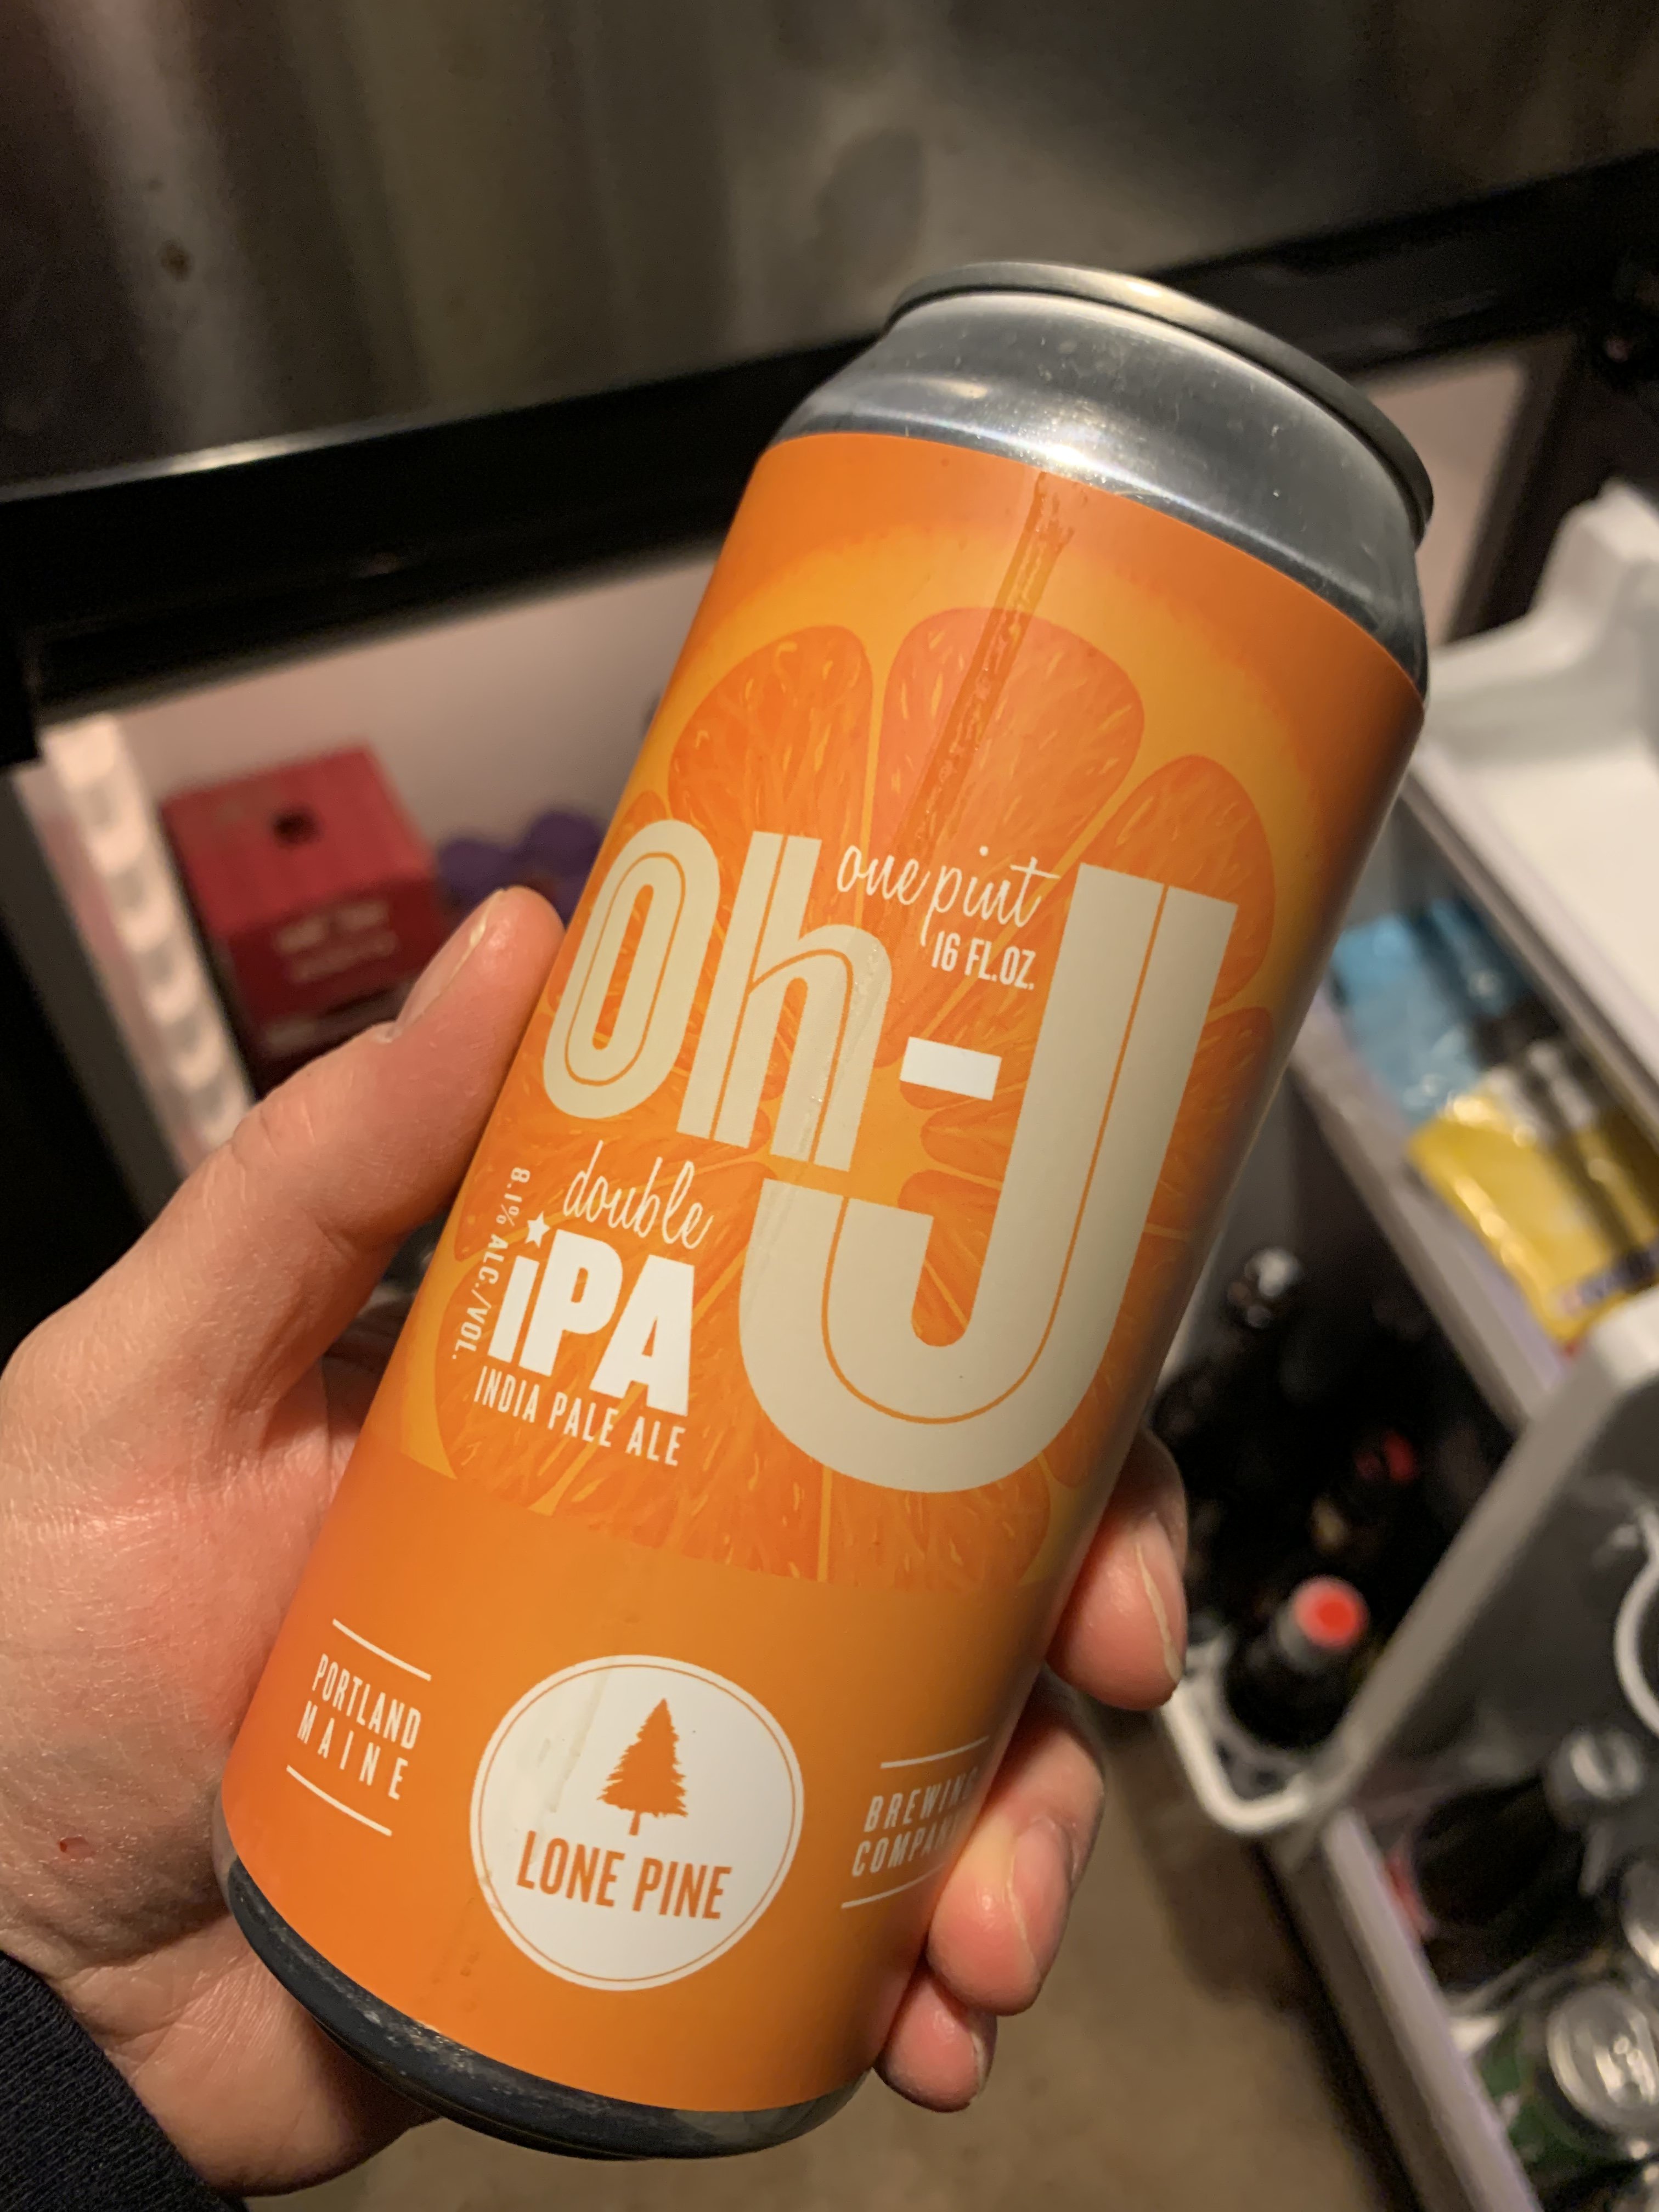 Oh-J
one pint
16 FL.OZ.
double
iPA
INDIA PALE ALE
8.1% ALC./VOL.
PORTLAND
MAINE
LONE PINE
BREWING
COMPANY